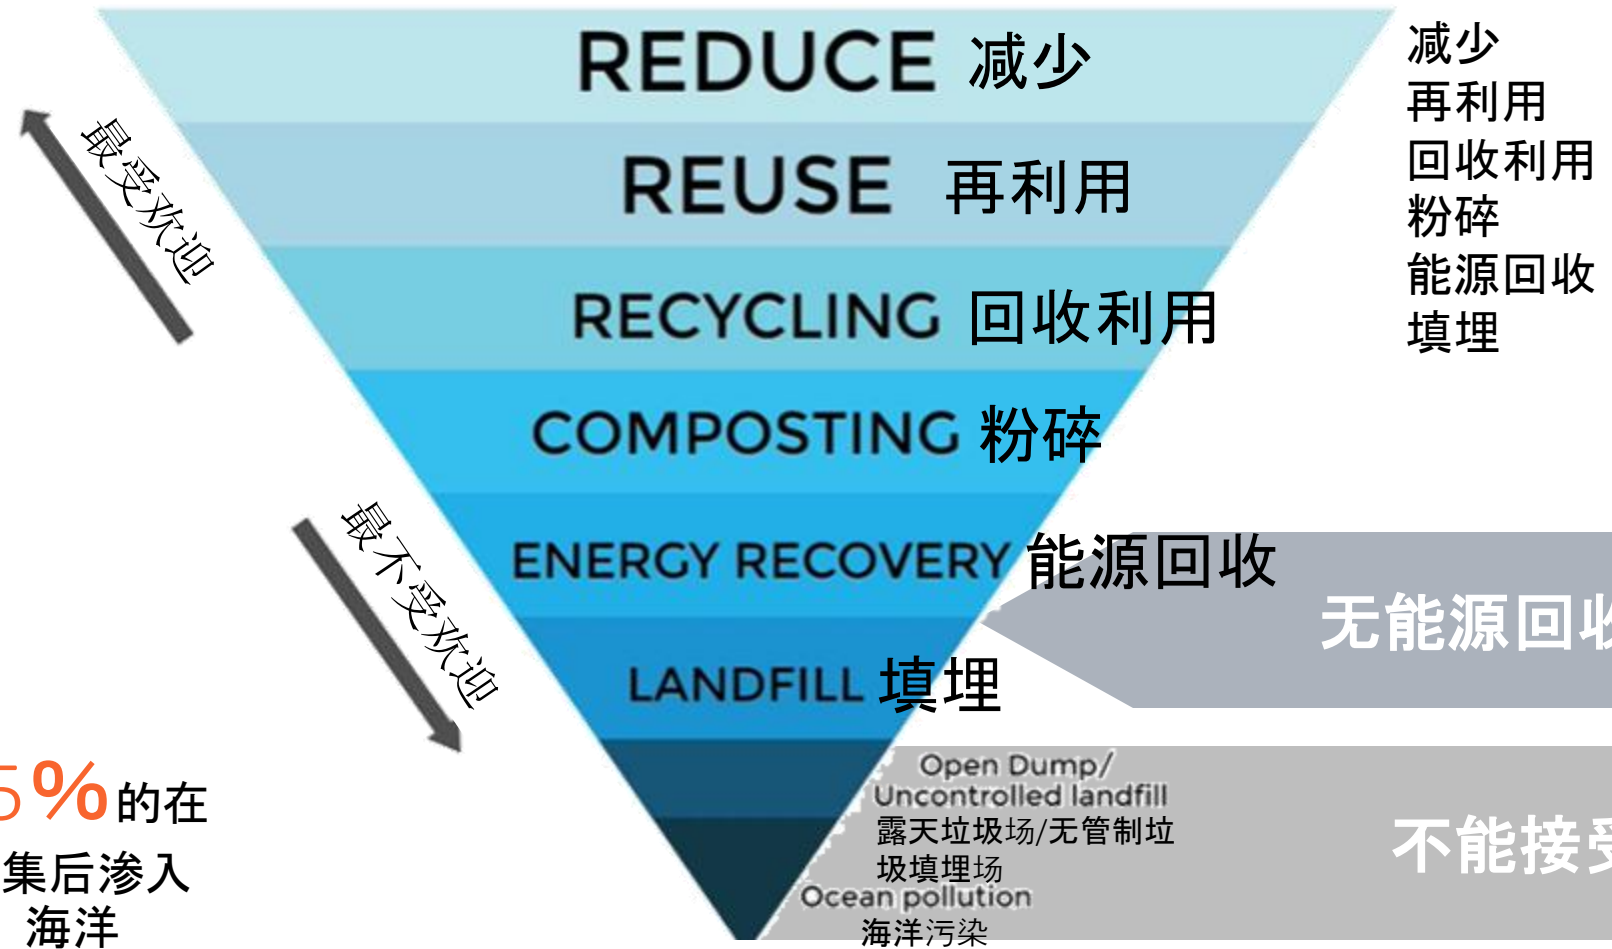 REDUCE 减少
REUSE 再利用
RECYCLING 回收利用
COMPOSTING 粉碎
ENERGY RECOVERY 能源回收
LANDFILL 填埋
减少
再利用
回收利用
粉碎
能源回收
填埋
最受欢迎
最不受欢迎
无能源回收
Open Dump/
Uncontrolled landfill
露天垃圾场/无管制垃
圾填埋场
Ocean pollution
海洋污染
不能接受
5%的在
集后渗入
海洋